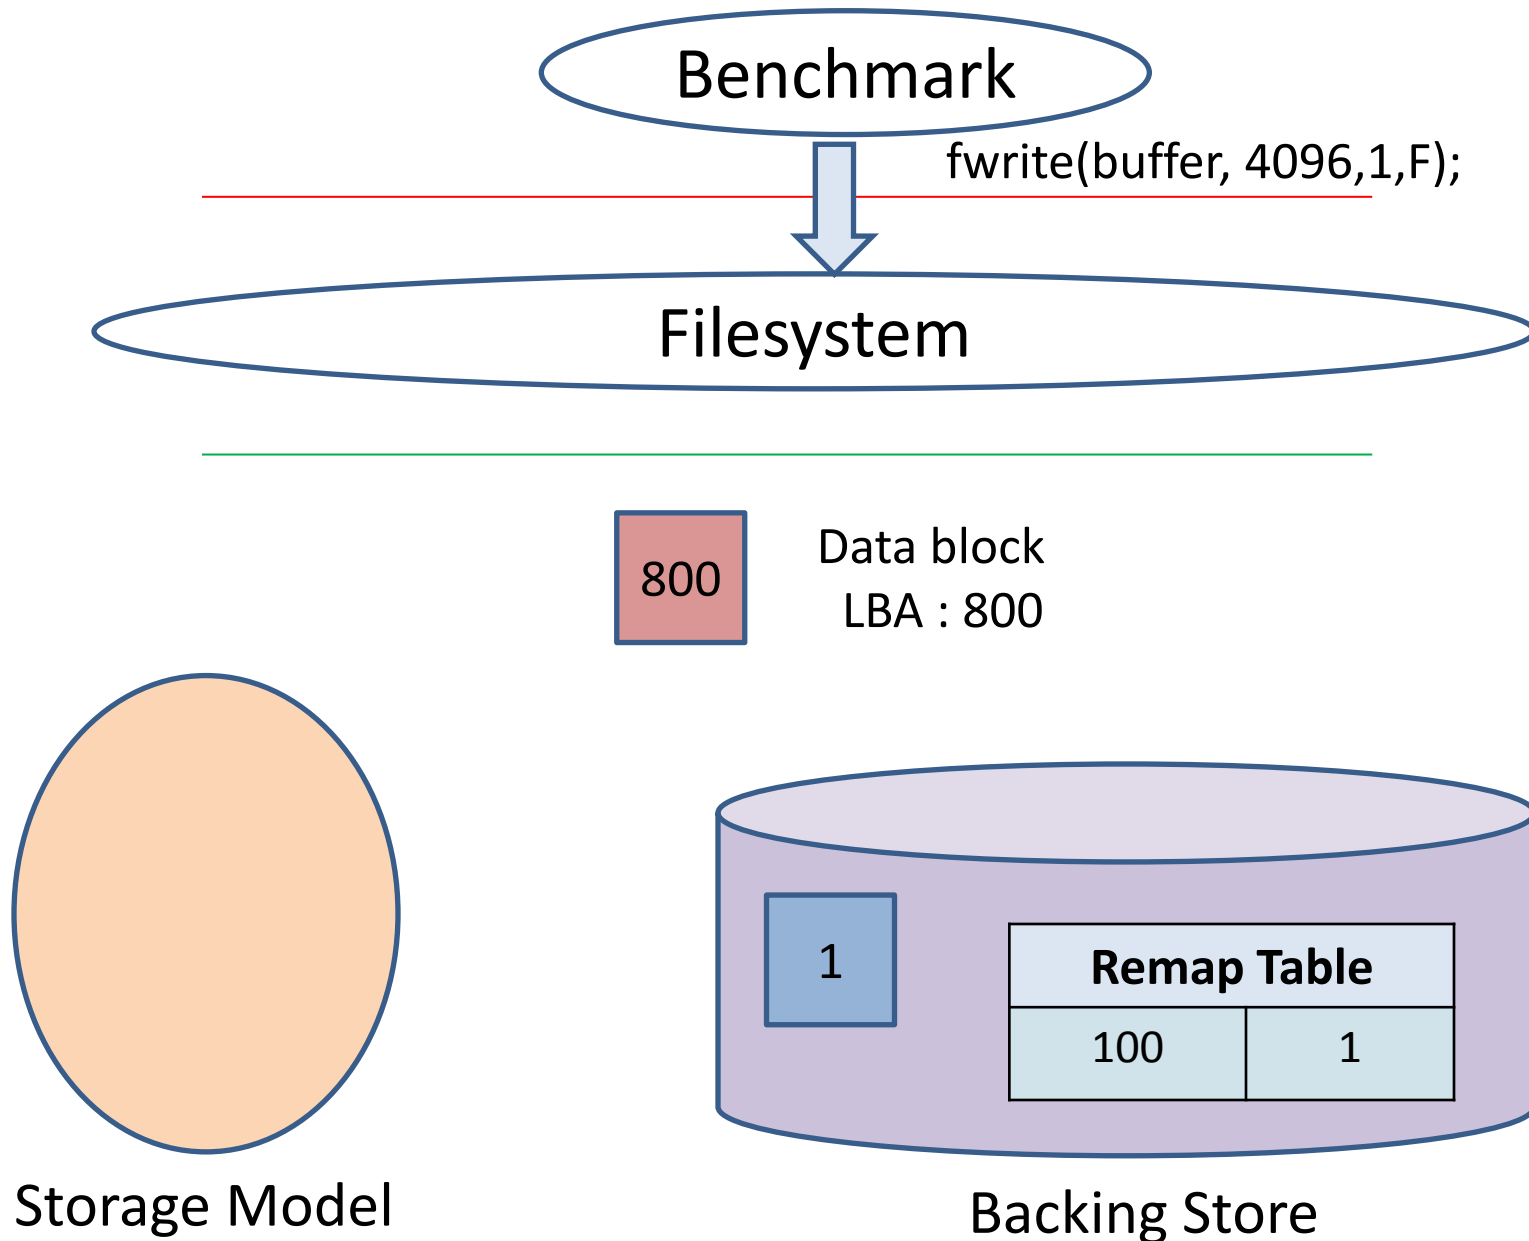 Benchmark
fwrite(buffer, 4096,1,F);
Filesystem
800
Data block
LBA : 800
1
Remap Table
100 1
Storage Model
Backing Store